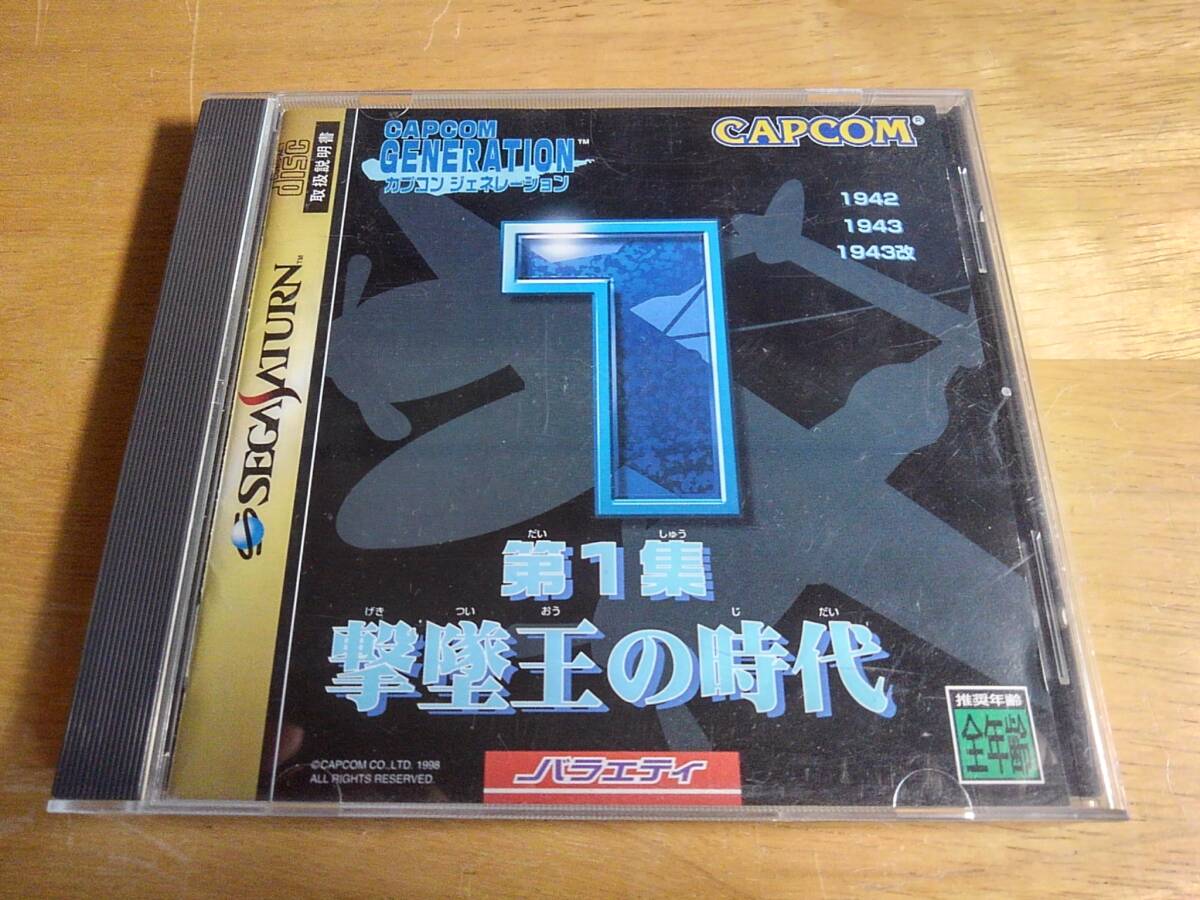 disc
取扱説明書
SEGA SATURN™
CAPCOM
GENERATION™
カプコン ジェネレーション
CAPCOM®
1942
1943
1943改
1
だい しゅう
第1集
げき つい おう じ だい
撃墜王の時代
©CAPCOM CO.,LTD. 1998
ALL RIGHTS RESERVED.
バラエティ
推奨年齢
全年齢